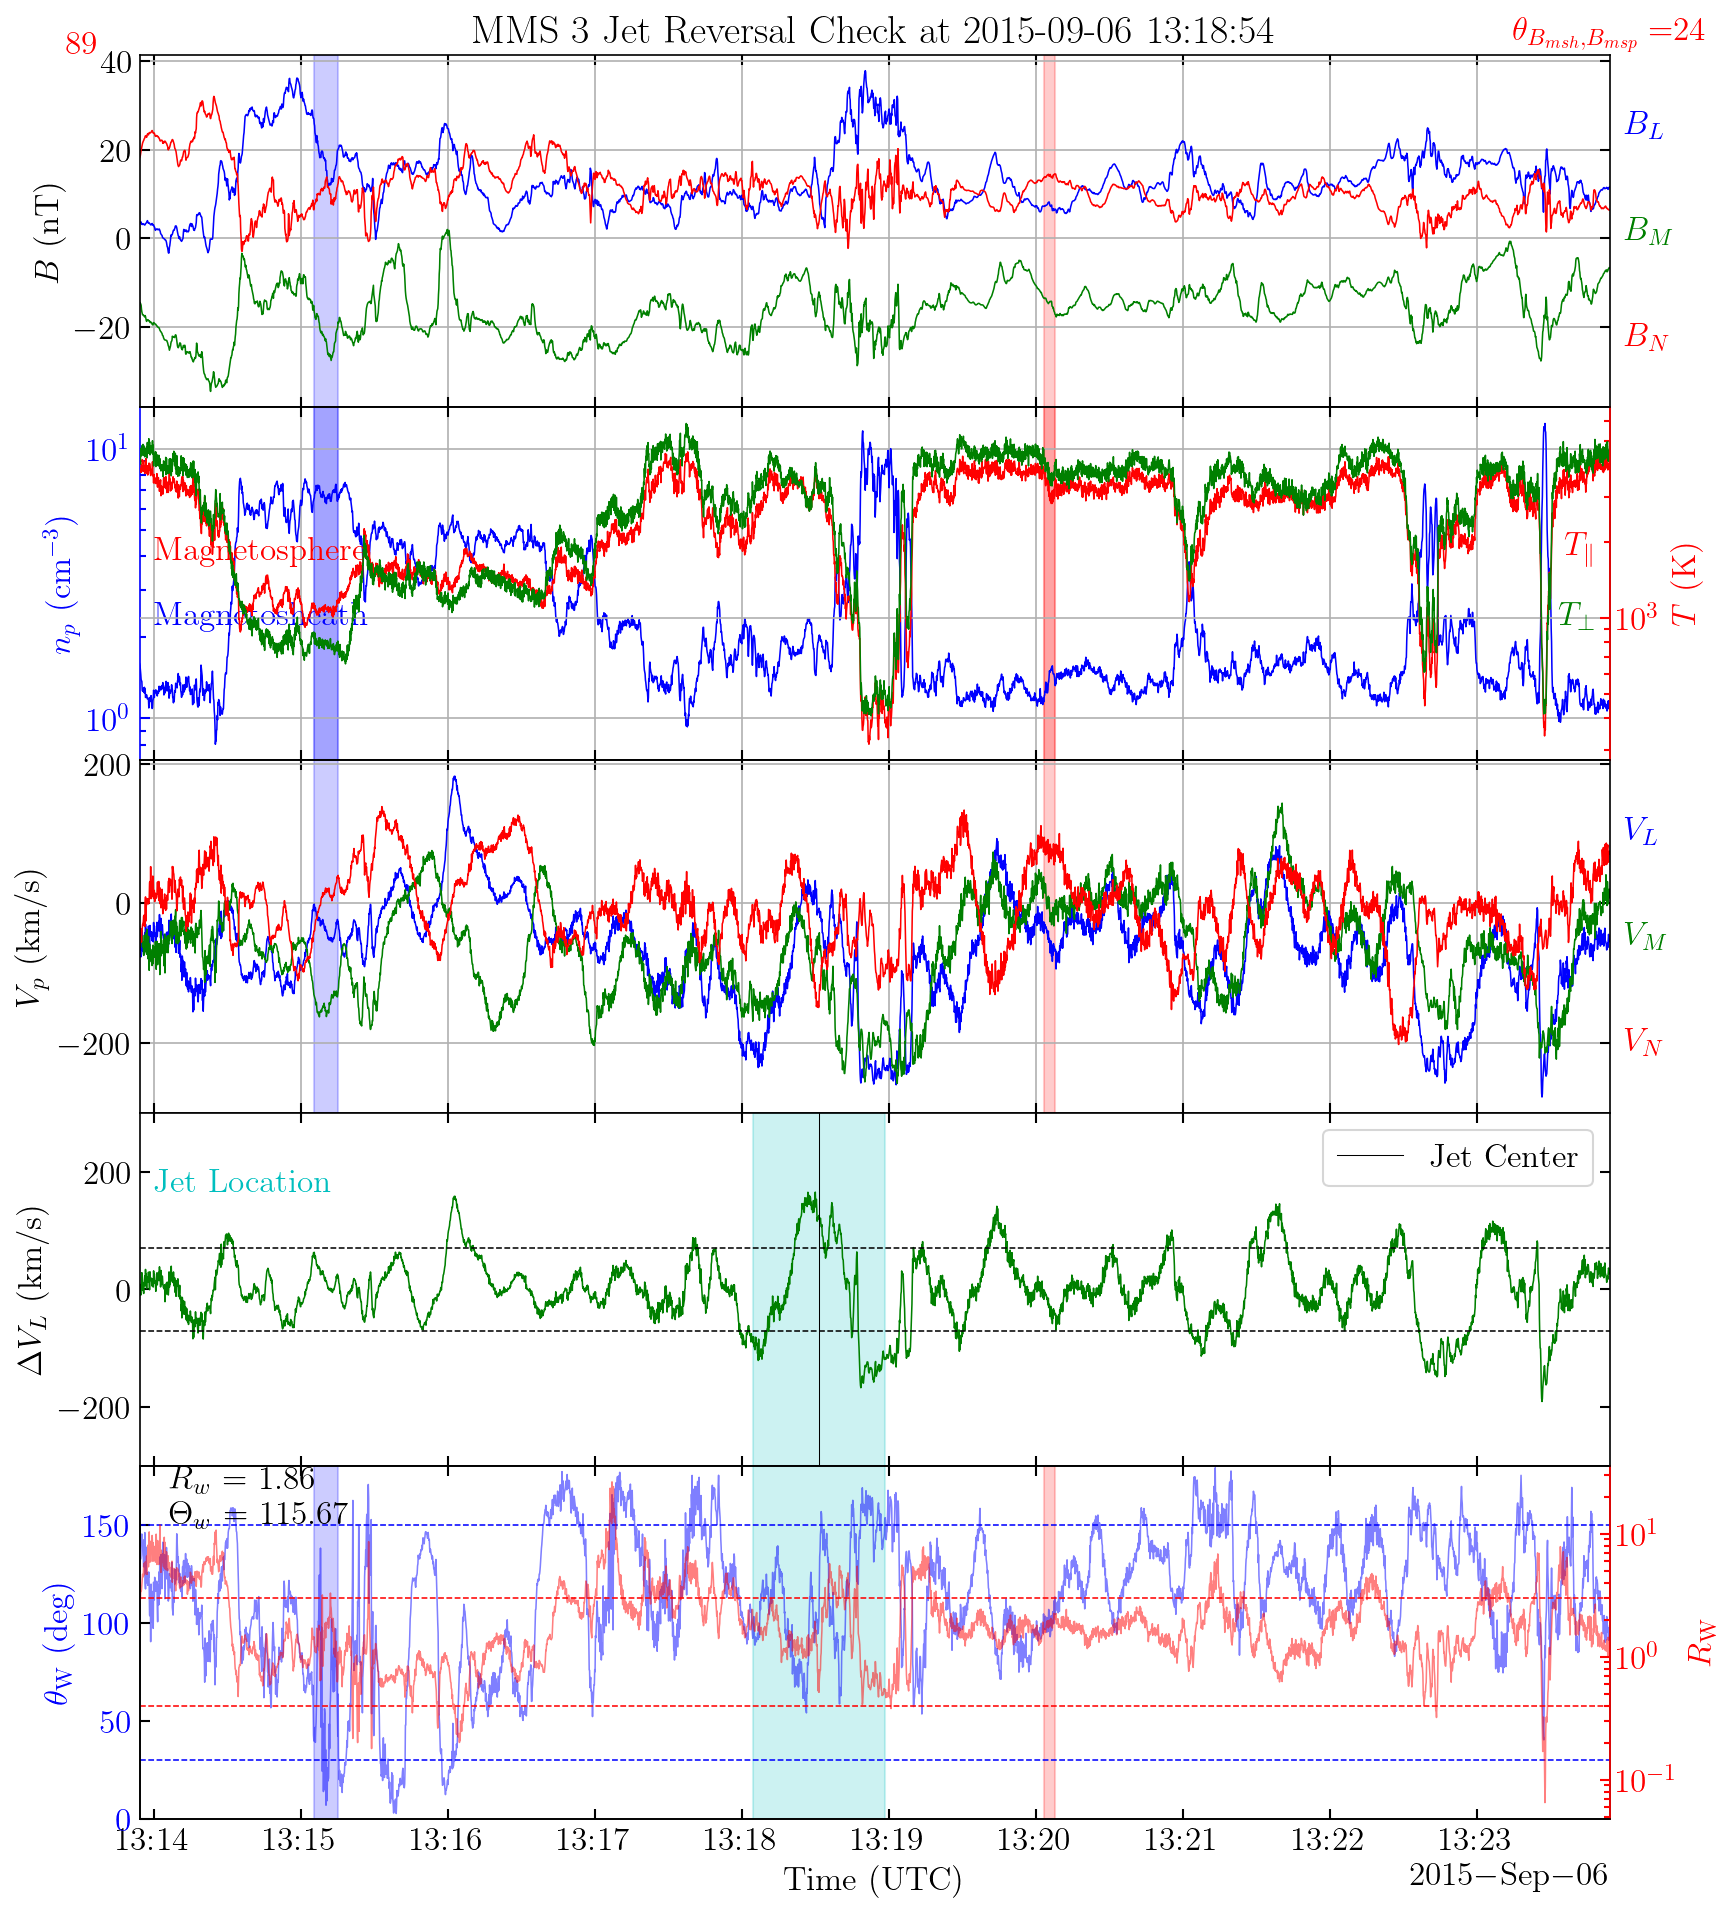 MMS 3 Jet Reversal Check at 2015-09-06 13:18:54
89
θ_{B_{msh},B_{msp}} =24
40
20
0
−20
B (nT)
B_L
B_M
B_N
10^1
10^0
n_p (cm^{−3})
Magnetosphere
Magnetosheath
T_∥
T_⊥
10^3
T (K)
200
0
−200
V_p (km/s)
V_L
V_M
V_N
200
0
−200
ΔV_L (km/s)
Jet Location
Jet Center
R_w = 1.86
Θ_w = 115.67
150
100
50
0
θ_W (deg)
10^1
10^0
10^{−1}
R_W
13:14 13:15 13:16 13:17 13:18 13:19 13:20 13:21 13:22 13:23
Time (UTC)
2015−Sep−06